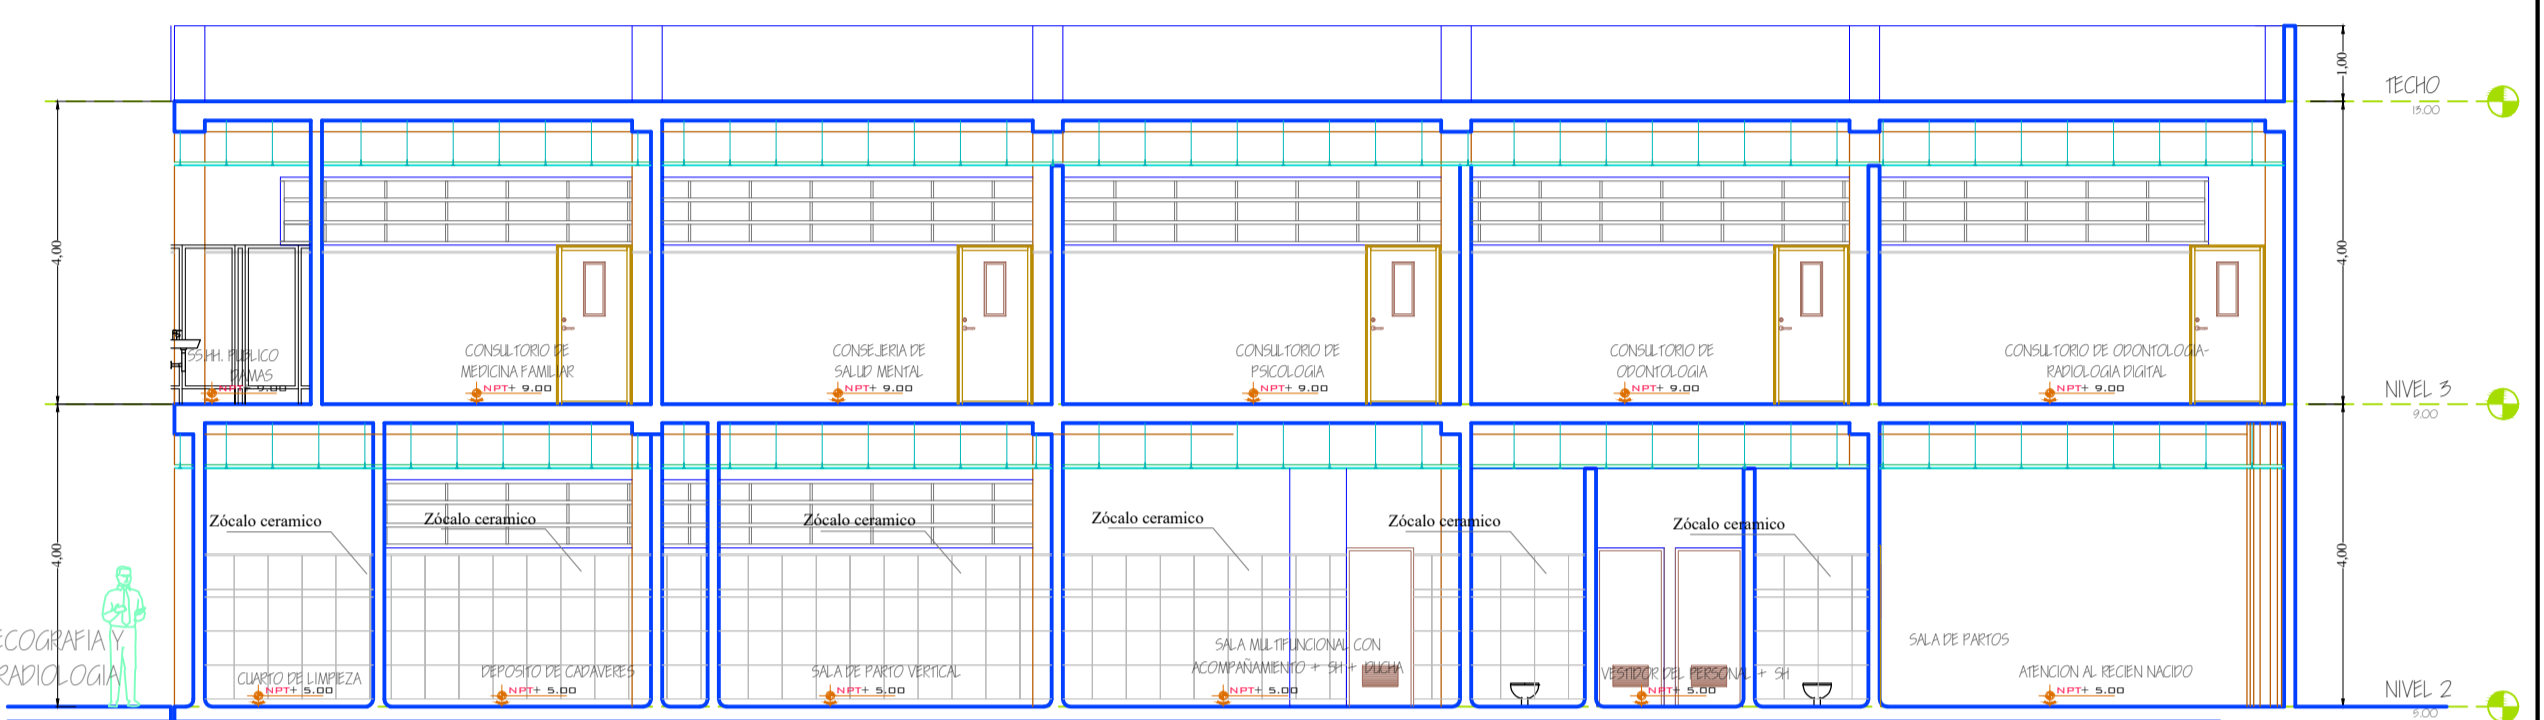 1,00
TECHO
13.00
4,00
4,00
SS.HH. PUBLICO
DAMAS
NPT+ 9.00
CONSULTORIO DE
MEDICINA FAMILIAR
NPT+ 9.00
CONSEJERIA DE
SALUD MENTAL
NPT+ 9.00
CONSULTORIO DE
PSICOLOGIA
NPT+ 9.00
CONSULTORIO DE
ODONTOLOGIA
NPT+ 9.00
CONSULTORIO DE ODONTOLOGIA-
RADIOLOGIA DIGITAL
NPT+ 9.00
NIVEL 3
9.00
4,00
4,00
Zócalo ceramico
Zócalo ceramico
Zócalo ceramico
Zócalo ceramico
Zócalo ceramico
Zócalo ceramico
ECOGRAFIA Y
RADIOLOGIA
CUARTO DE LIMPIEZA
NPT+ 5.00
DEPOSITO DE CADAVERES
NPT+ 5.00
SALA DE PARTO VERTICAL
NPT+ 5.00
SALA MULTIFUNCIONAL CON
ACOMPAÑAMIENTO + SH + DUCHA
NPT+ 5.00
VESTIDOR DEL PERSONAL + SH
NPT+ 5.00
SALA DE PARTOS
ATENCION AL RECIEN NACIDO
NPT+ 5.00
NIVEL 2
5.00